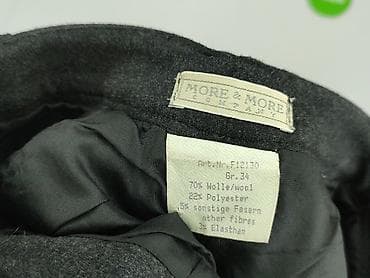 MORE & MORE
COMPANY
Art.Nr.F12130
Gr.34
70% Wolle/wool
22% Polyester
5% sonstige Fasern
other fibres
3% Elasthan